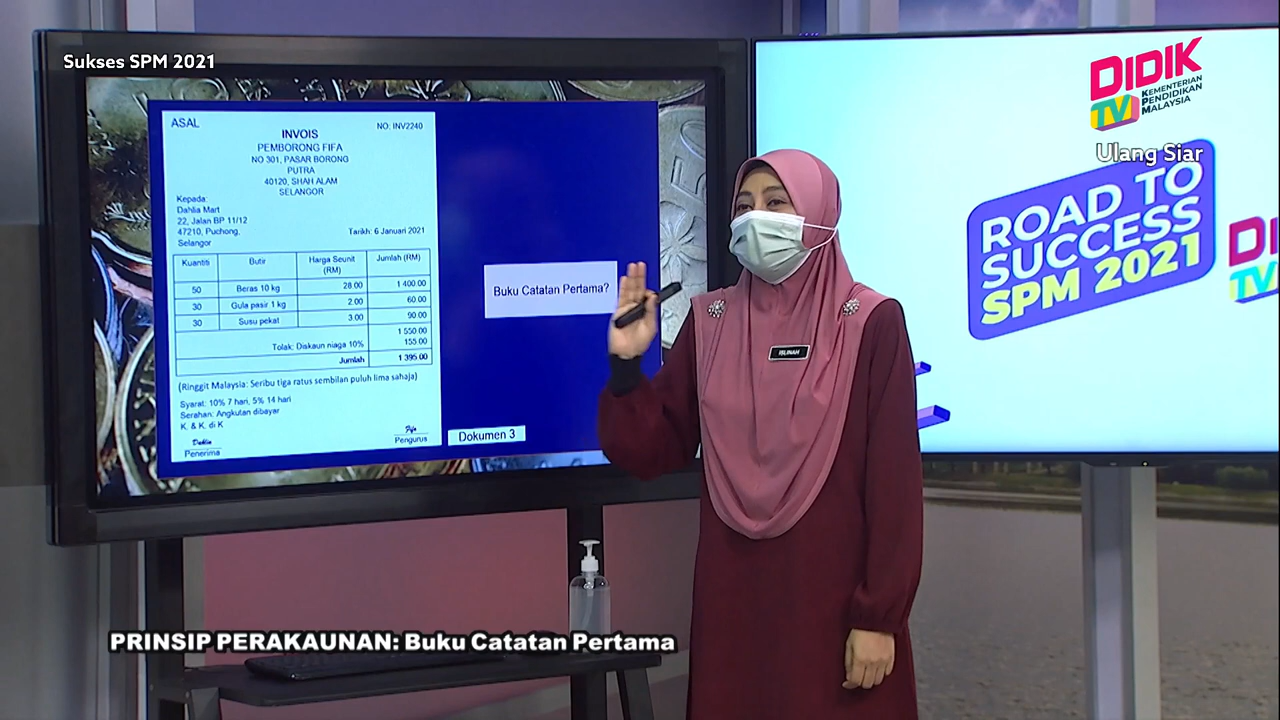 Sukses SPM 2021
ASAL
NO: INV2240
INVOIS
PEMBORONG FIFA
NO 301, PASAR BORONG
PUTRA
40120, SHAH ALAM
SELANGOR
Kepada:
Dahlia Mart
22, Jalan BP 11/12
47210, Puchong,
Selangor
Tarikh: 6 Januari 2021
Kuantiti Butir Harga Seunit (RM) Jumlah (RM)
50 Beras 10 kg 28.00 1 400.00
30 Gula pasir 1 kg 2.00 60.00
30 Susu pekat 3.00 90.00
1 550.00
Tolak: Diskaun niaga 10% 155.00
Jumlah 1 395.00
(Ringgit Malaysia: Seribu tiga ratus sembilan puluh lima sahaja)
Syarat: 10% 7 hari, 5% 14 hari
Serahan: Angkutan dibayar
K. & K. di K
Dahlia
Penerima
Fifa
Pengurus
Dokumen 3
Buku Catatan Pertama?
ISLINAH
DIDIK
TV
KEMENTERIAN
PENDIDIKAN
MALAYSIA
Ulang Siar
ROAD TO
SUCCESS
SPM 2021
DIDI
TV
PRINSIP PERAKAUNAN: Buku Catatan Pertama